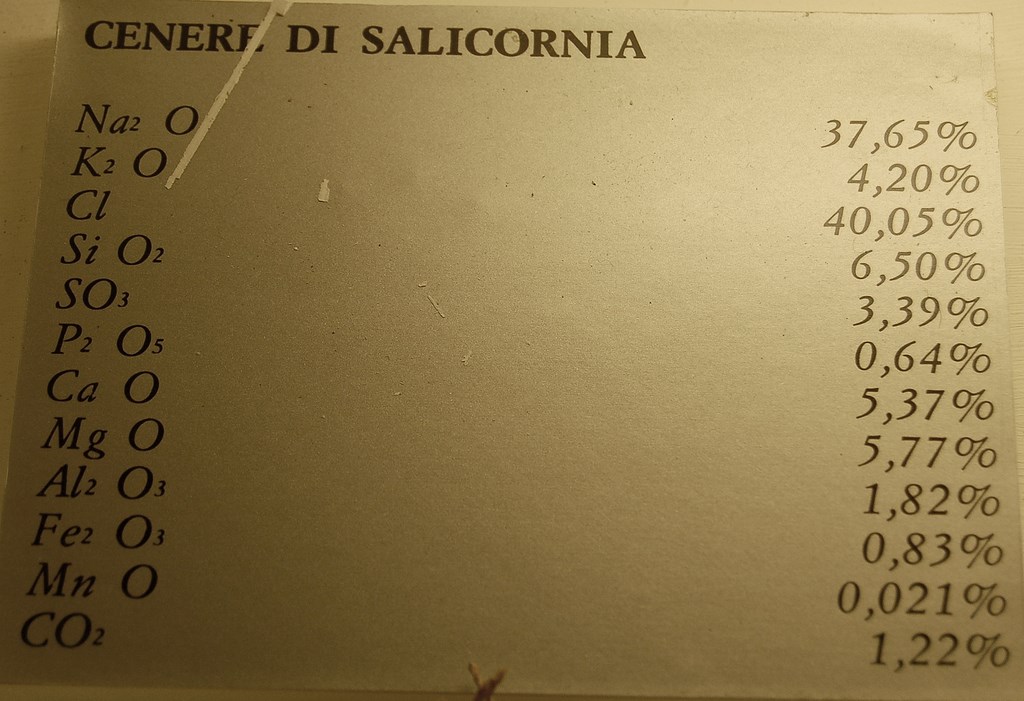 CENERE DI SALICORNIA
Na₂ O 37,65%
K₂ O 4,20%
Cl 40,05%
Si O₂ 6,50%
SO₃ 3,39%
P₂ O₅ 0,64%
Ca O 5,37%
Mg O 5,77%
Al₂ O₃ 1,82%
Fe₂ O₃ 0,83%
Mn O 0,021%
CO₂ 1,22%